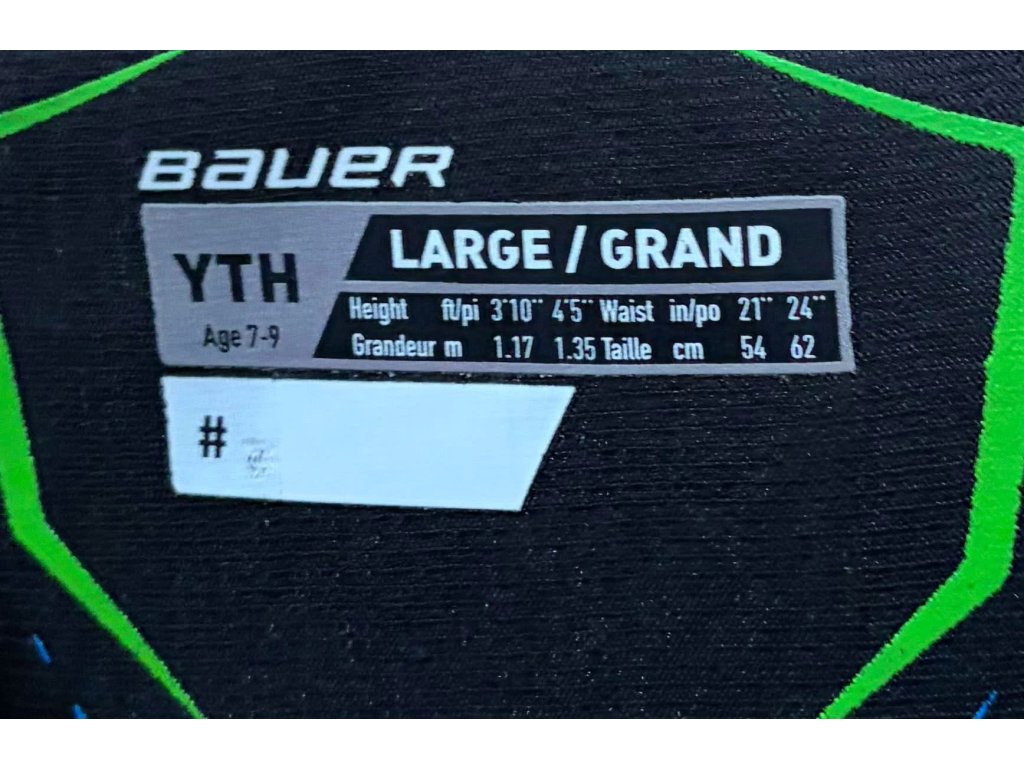 BAUER
YTH
Age 7-9
LARGE / GRAND
Height ft/pi 3'10" 4'5" Waist in/po 21" 24"
Grandeur m 1.17 1.35 Taille cm 54 62
#